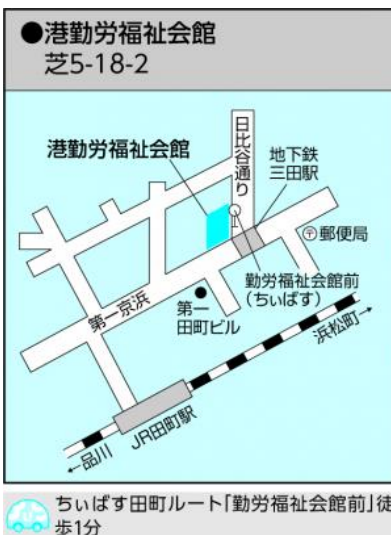 ●港勤労福祉会館
芝5-18-2
港勤労福祉会館
日比谷通り
地下鉄
三田駅
〒郵便局
勤労福祉会館前
(ちぃばす)
第一京浜
第一
田町ビル
浜松町→
JR田町駅
←品川
ちぃばす田町ルート「勤労福祉会館前」徒
歩1分